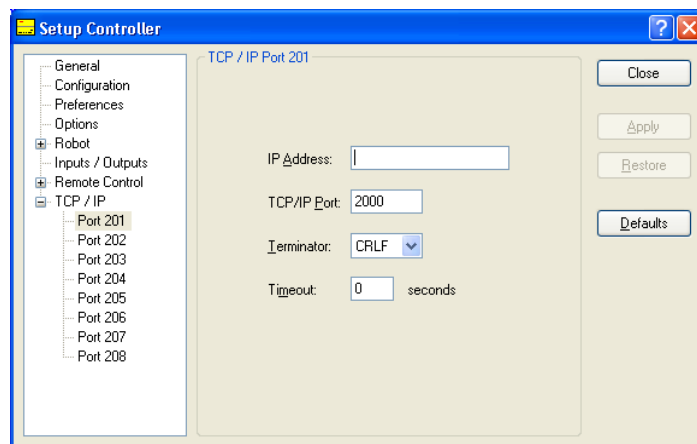 Setup Controller
General
Configuration
Preferences
Options
Robot
Inputs / Outputs
Remote Control
TCP / IP
Port 201
Port 202
Port 203
Port 204
Port 205
Port 206
Port 207
Port 208
TCP / IP Port 201
IP Address:
TCP/IP Port: 2000
Terminator: CRLF
Timeout: 0 seconds
Close
Apply
Restore
Defaults